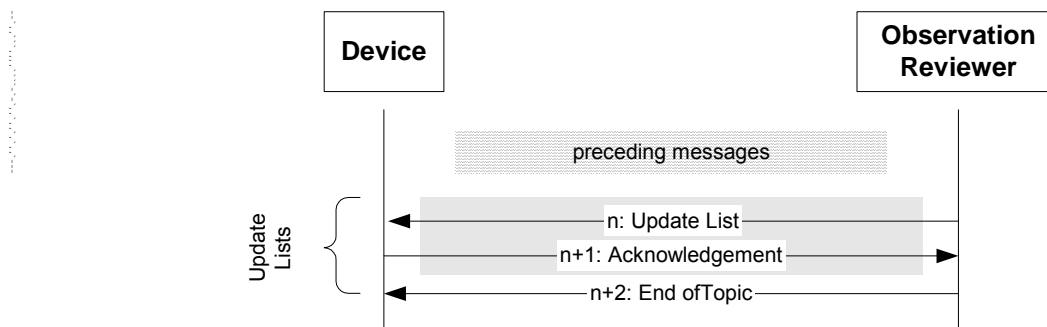 Device
Observation
Reviewer
preceding messages
Update
Lists
n: Update List
n+1: Acknowledgement
n+2: End ofTopic